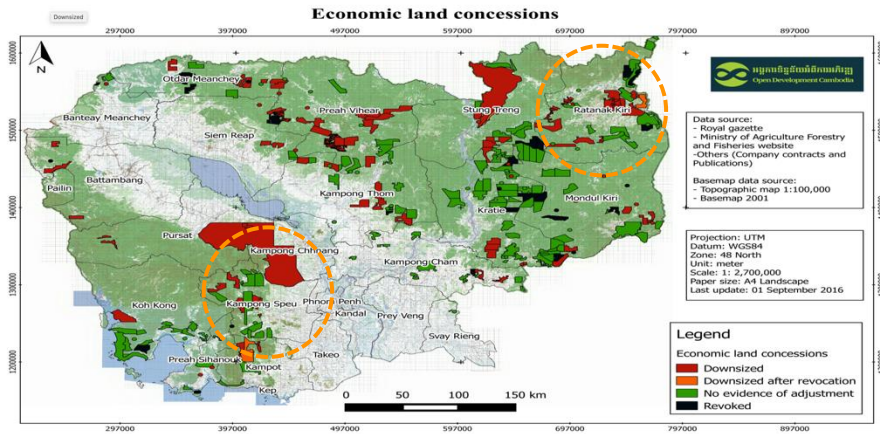 Downsized
Economic land concessions
297000 397000 497000 597000 697000 797000 897000
1600000
1500000
1400000
1300000
1200000
N
Otdar Meanchey
Banteay Meanchey
Preah Vihear
Stung Treng
Ratanak Kiri
Siem Reap
Pailin
Battambang
Kampong Thom
Kratie
Mondul Kiri
Pursat
Kampong Chhnang
Kampong Cham
Koh Kong
Kampong Speu
Phnom Penh
Kandal
Prey Veng
Svay Rieng
Preah Sihanouk
Takeo
Kampot
Kep
Open Development Cambodia
Data source:
- Royal gazette
- Ministry of Agriculture Forestry
and Fisheries website
-Others (Company contracts and
Publications)
Basemap data source:
- Topographic map 1:100,000
- Basemap 2001
Projection: UTM
Datum: WGS84
Zone: 48 North
Unit: meter
Scale: 1: 2,700,000
Paper size: A4 Landscape
Last update: 01 September 2016
Legend
Economic land concessions
Downsized
Downsized after revocation
No evidence of adjustment
Revoked
0 50 100 150 km
297000 397000 497000 597000 697000 797000 897000